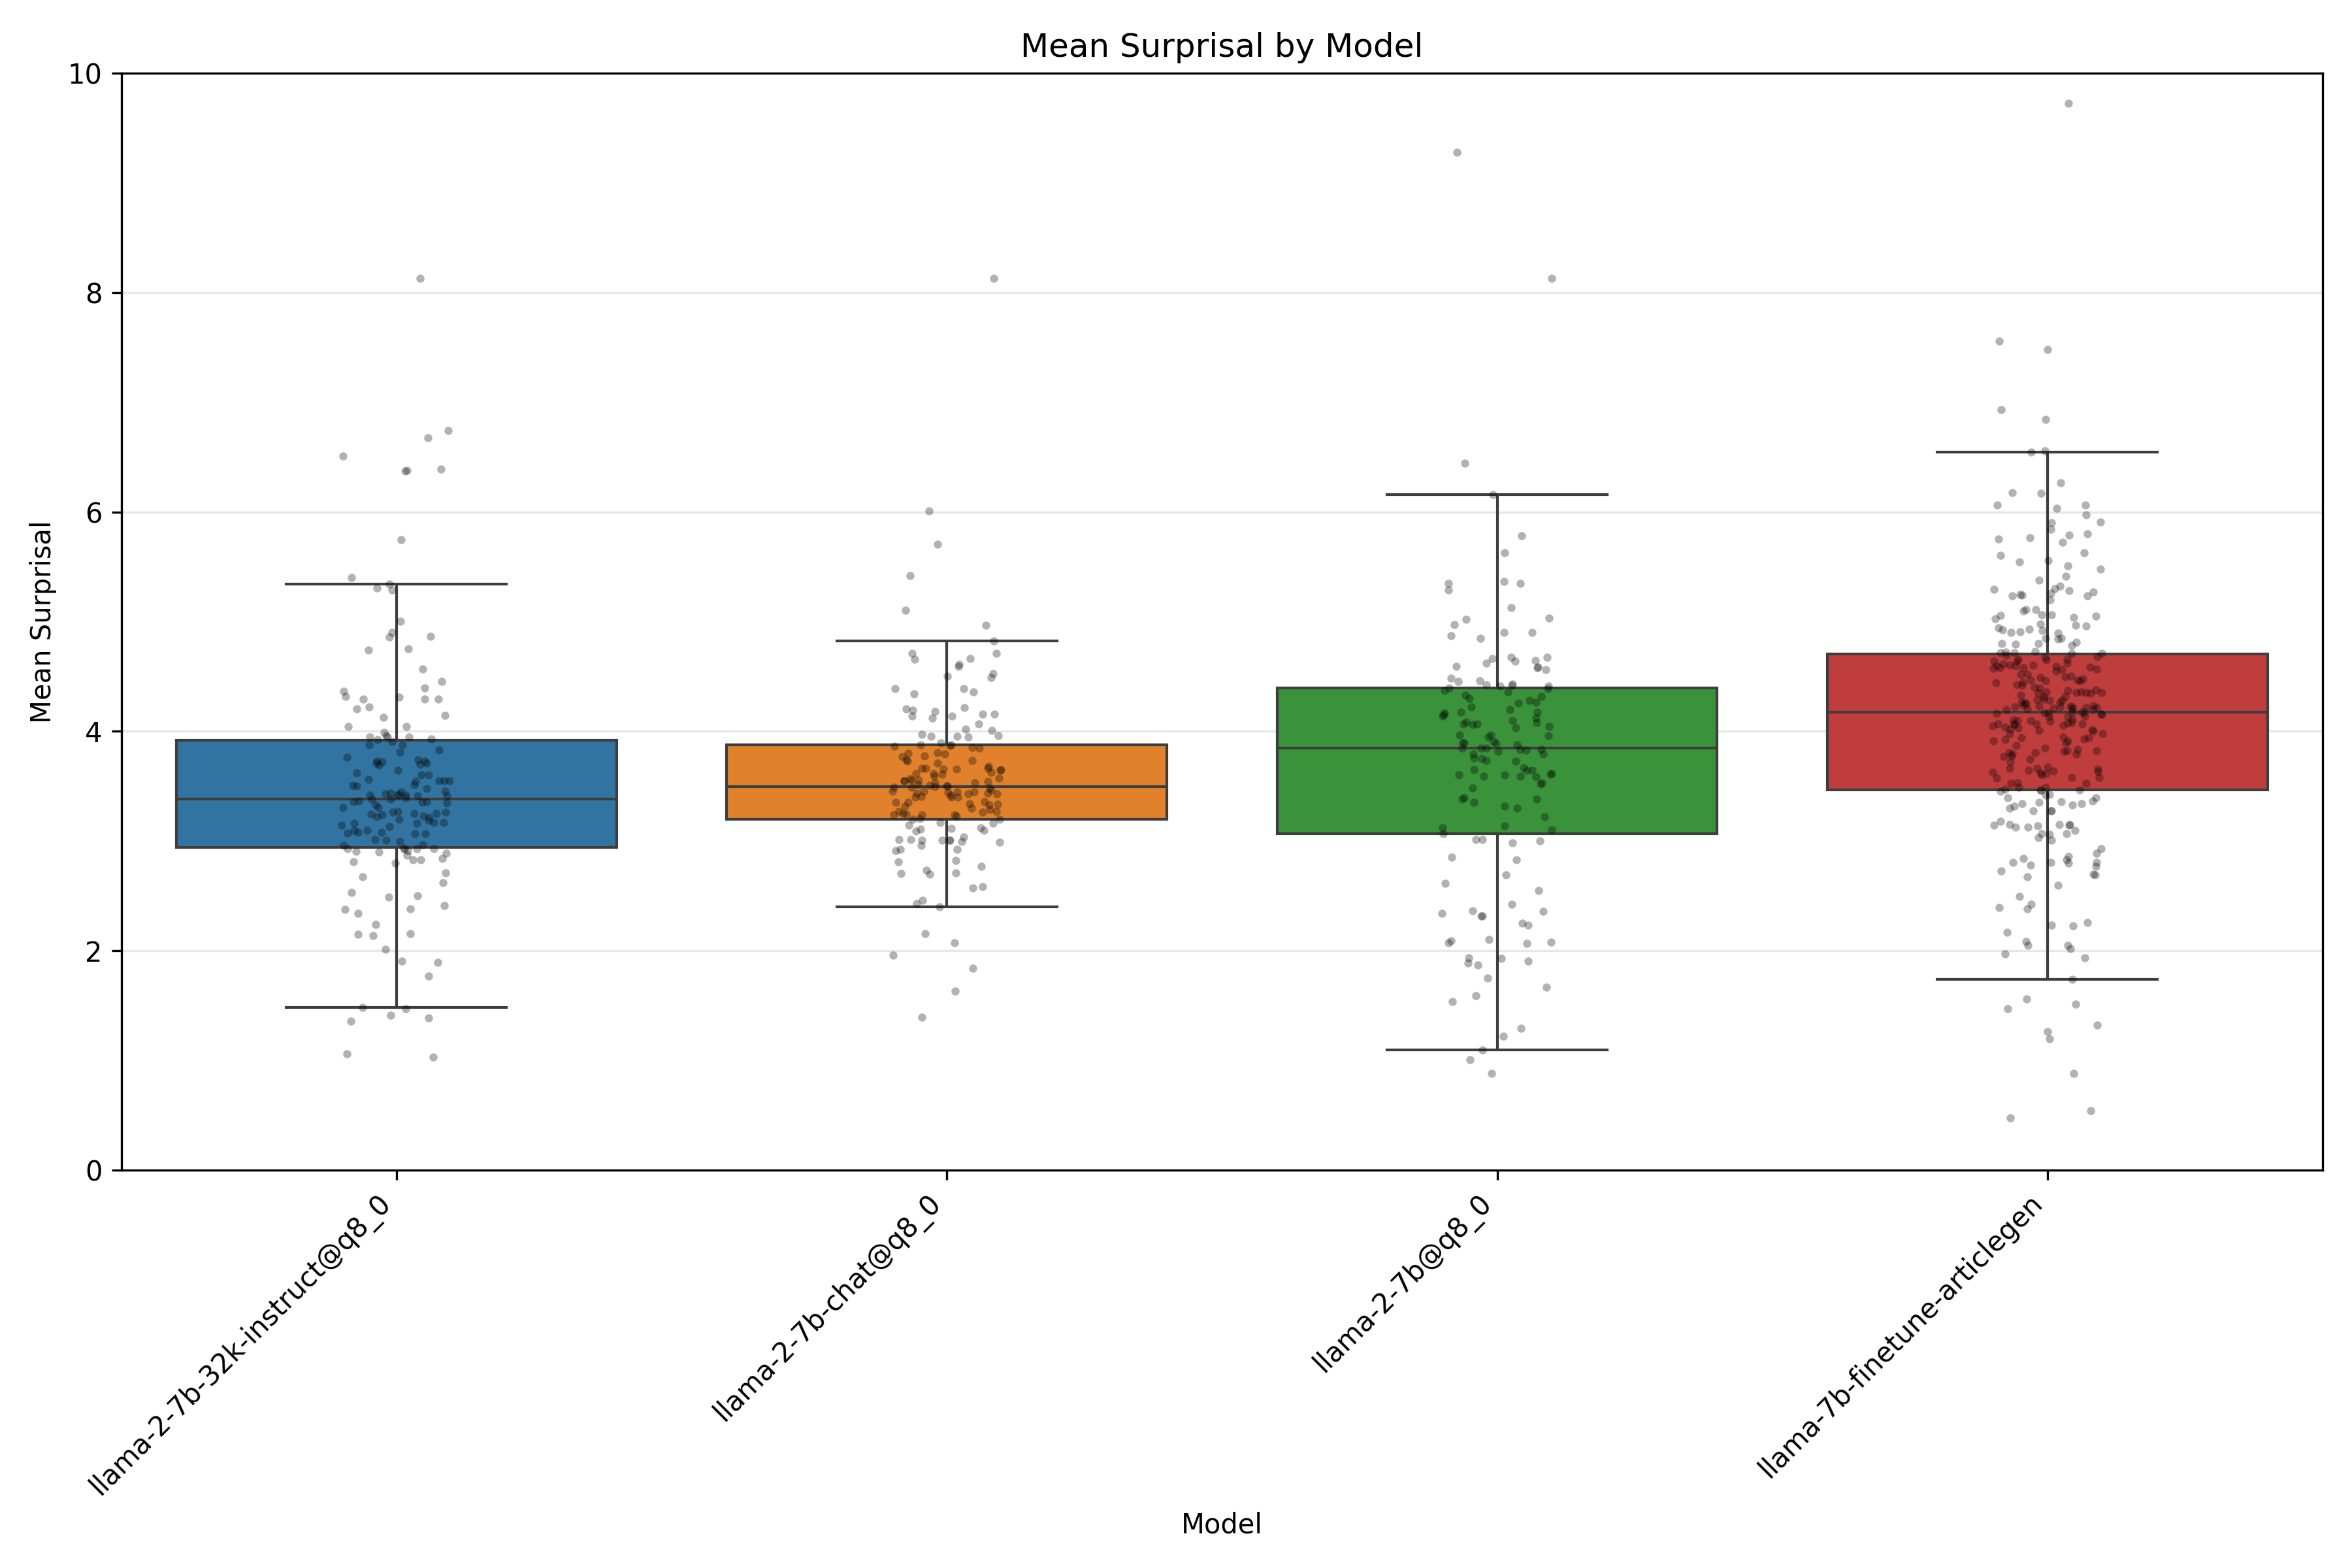 Mean Surprisal by Model
Mean Surprisal
10
8
6
4
2
0
llama-2-7b-32k-instruct@q8_0
llama-2-7b-chat@q8_0
llama-2-7b@q8_0
llama-7b-finetune-articlegen
Model